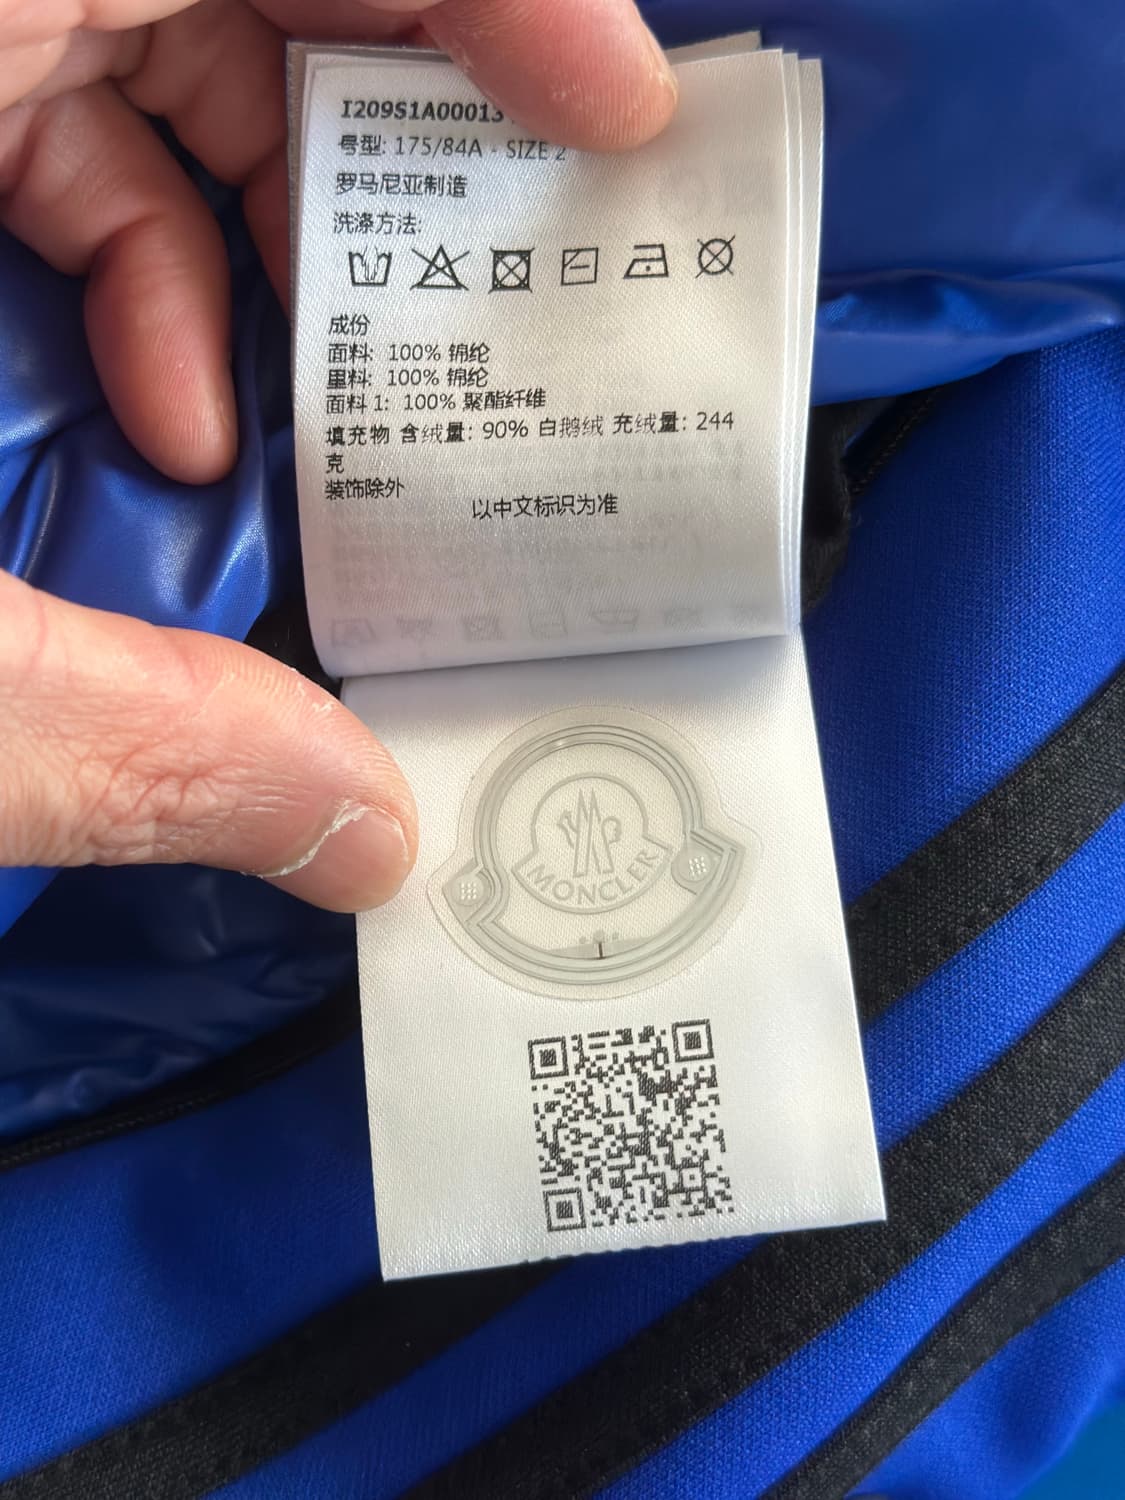 I209S1A00013
号型: 175/84A - SIZE 2
罗马尼亚制造
洗涤方法:
成份
面料: 100% 锦纶
里料: 100% 锦纶
面料 1: 100% 聚酯纤维
填充物 含绒量: 90% 白鹅绒 充绒量: 244
克
装饰除外
以中文标识为准
MONCLER